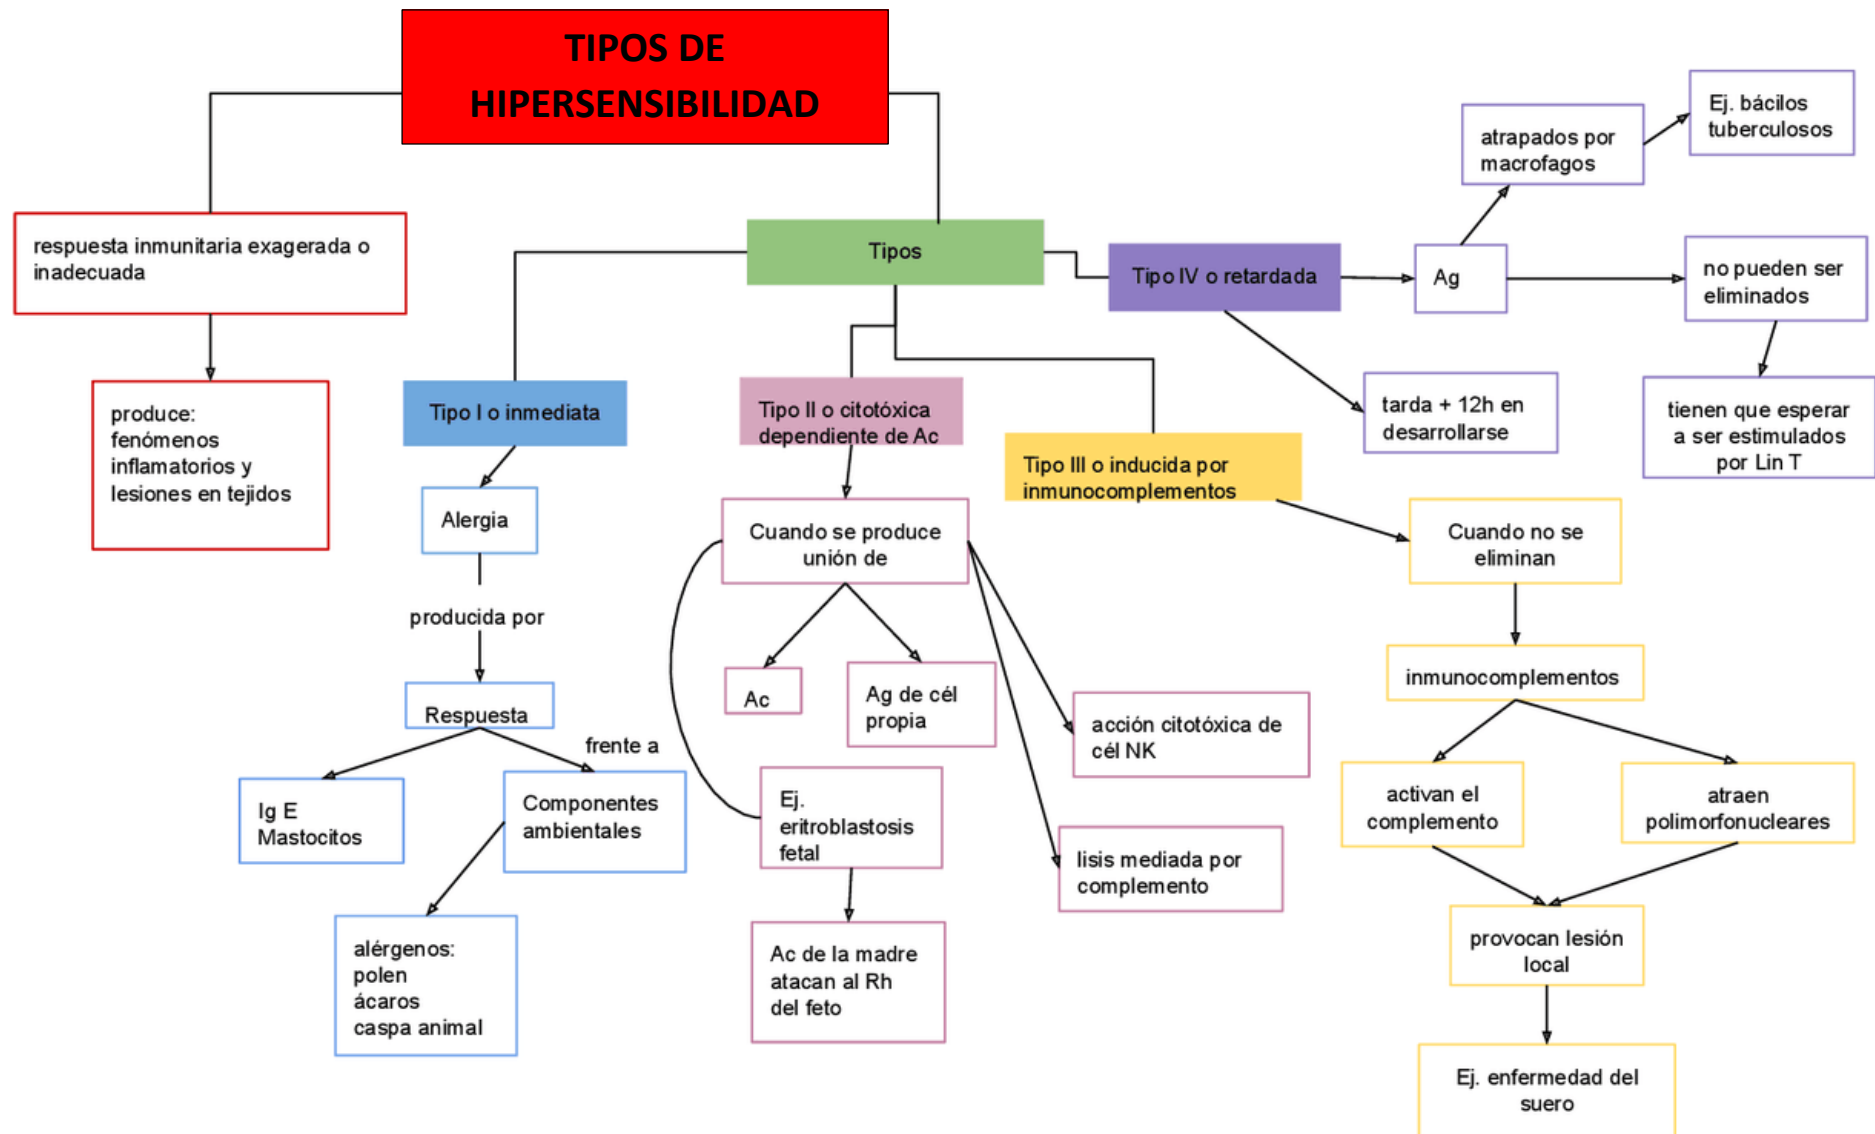 TIPOS DE
HIPERSENSIBILIDAD
respuesta inmunitaria exagerada o
inadecuada
produce:
fenómenos
inflamatorios y
lesiones en tejidos
Tipos
Tipo I o inmediata
Alergia
producida por
Respuesta
frente a
Ig E
Mastocitos
Componentes
ambientales
alérgenos:
polen
ácaros
caspa animal
Tipo II o citotóxica
dependiente de Ac
Cuando se produce
unión de
Ac
Ag de cél
propia
acción citotóxica de
cél NK
lisis mediada por
complemento
Ej.
eritroblastosis
fetal
Ac de la madre
atacan al Rh
del feto
Tipo III o inducida por
inmunocomplementos
Cuando no se
eliminan
inmunocomplementos
activan el
complemento
atraen
polimorfonucleares
provocan lesión
local
Ej. enfermedad del
suero
Tipo IV o retardada
Ag
atrapados por
macrofagos
Ej. bácilos
tuberculosos
no pueden ser
eliminados
tienen que esperar
a ser estimulados
por Lin T
tarda + 12h en
desarrollarse